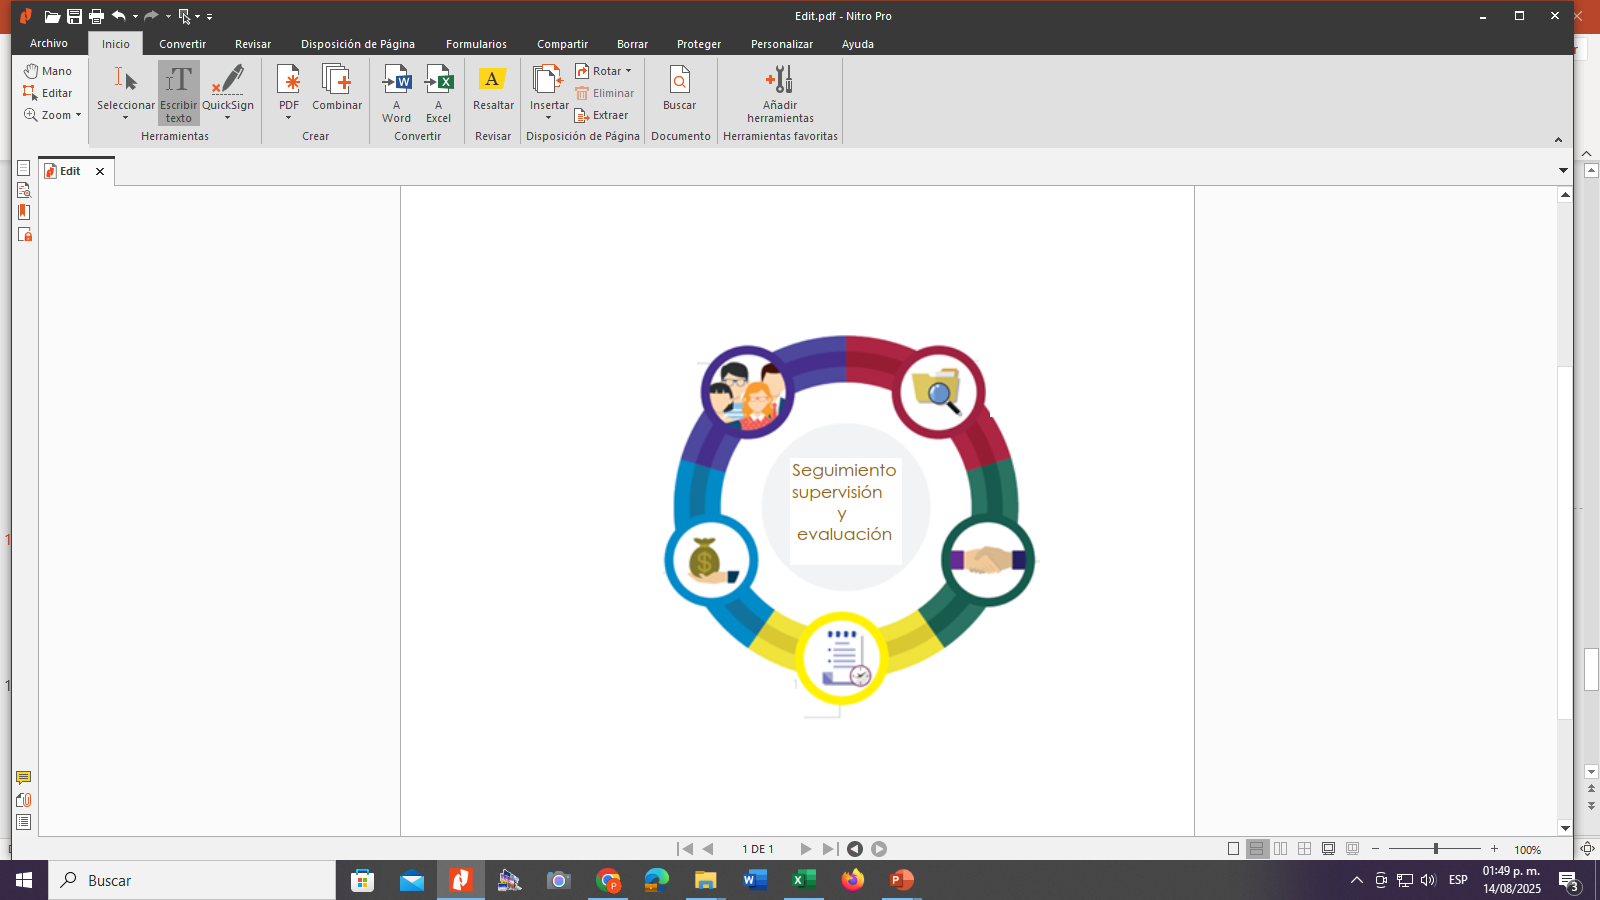 Edit.pdf - Nitro Pro
Archivo
Inicio
Convertir
Revisar
Disposición de Página
Formularios
Compartir
Borrar
Proteger
Personalizar
Ayuda
Mano
Editar
Zoom
Seleccionar
Escribir texto
QuickSign
Herramientas
PDF
Combinar
Crear
A Word
A Excel
Convertir
Resaltar
Revisar
Insertar
Rotar
Eliminar
Extraer
Disposición de Página
Buscar
Documento
Añadir herramientas
Herramientas favoritas
Edit
Seguimiento
supervisión
y
evaluación
1 DE 1
100%
Buscar
ESP
01:49 p. m.
14/08/2025
3